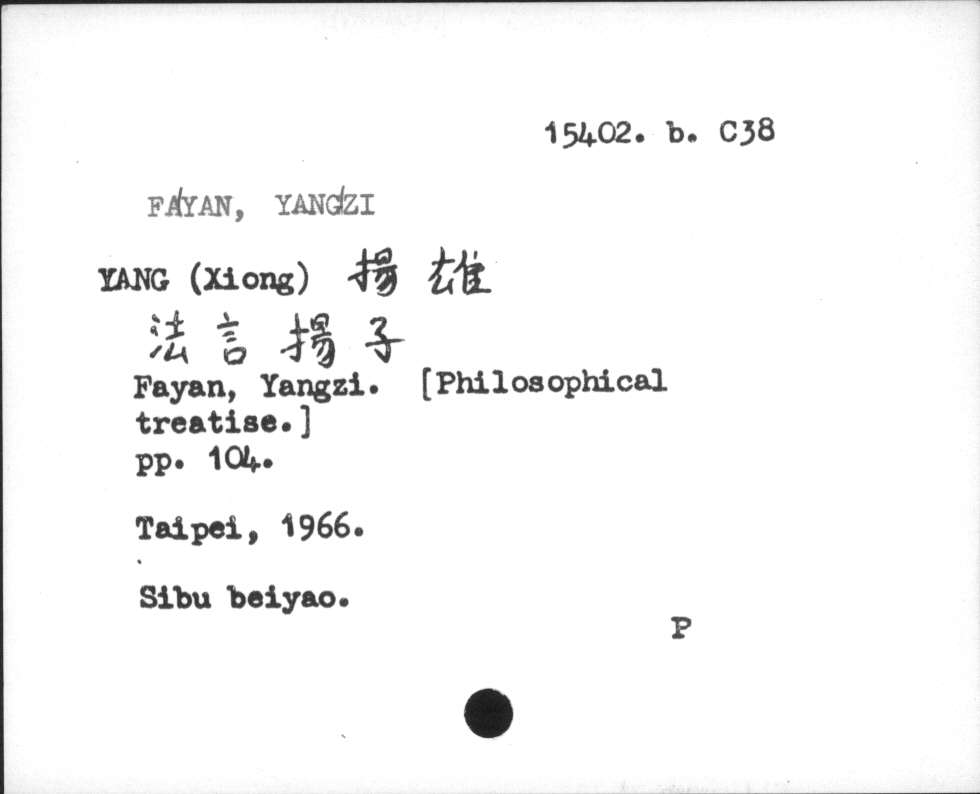 15402. b. C38
FAYAN, YANGZI
YANG (Xiong) 揚 雄
法 言 揚 子
Fayan, Yangzi. [Philosophical
treatise.]
pp. 104.
Taipei, 1966.
Sibu beiyao.
P